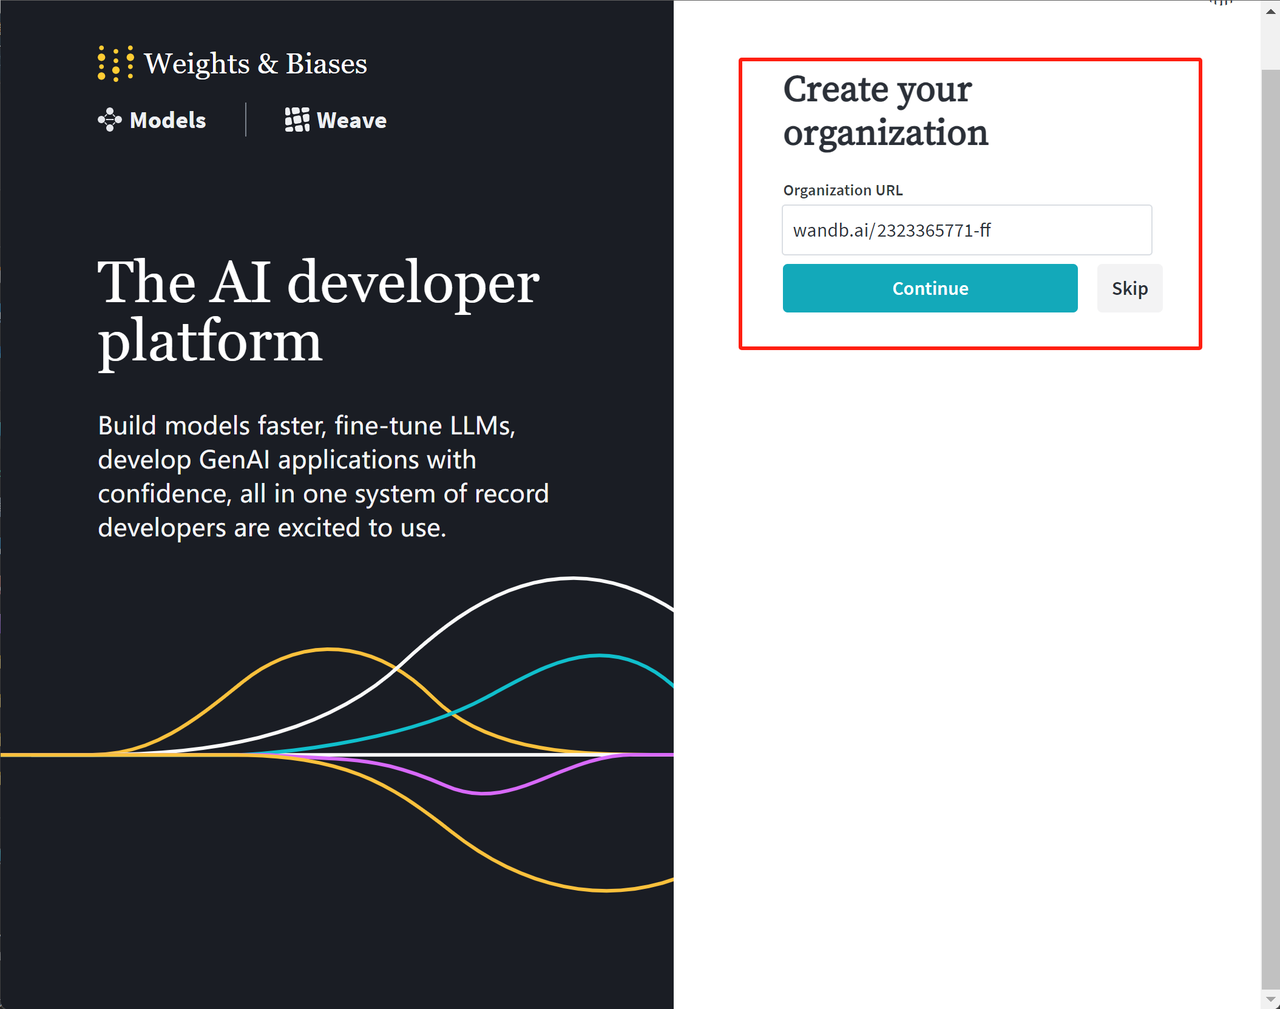 Weights & Biases
Models
Weave
The AI developer
platform
Build models faster, fine-tune LLMs,
develop GenAI applications with
confidence, all in one system of record
developers are excited to use.
Create your
organization
Organization URL
wandb.ai/2323365771-ff
Continue
Skip